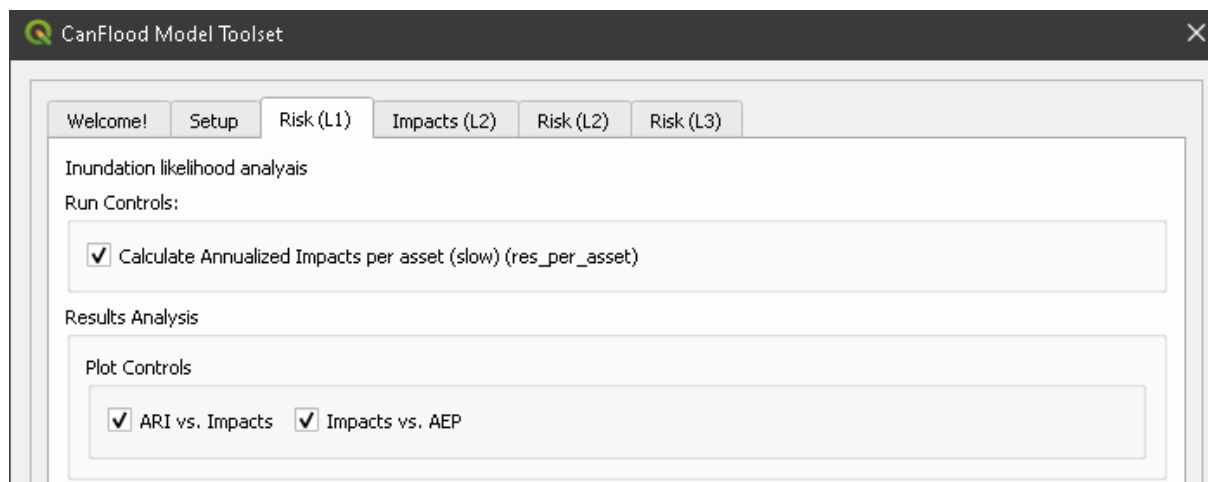 CanFlood Model Toolset
Welcome! Setup Risk (L1) Impacts (L2) Risk (L2) Risk (L3)
Inundation likelihood analyais
Run Controls:
Calculate Annualized Impacts per asset (slow) (res_per_asset)
Results Analysis
Plot Controls
ARI vs. Impacts Impacts vs. AEP